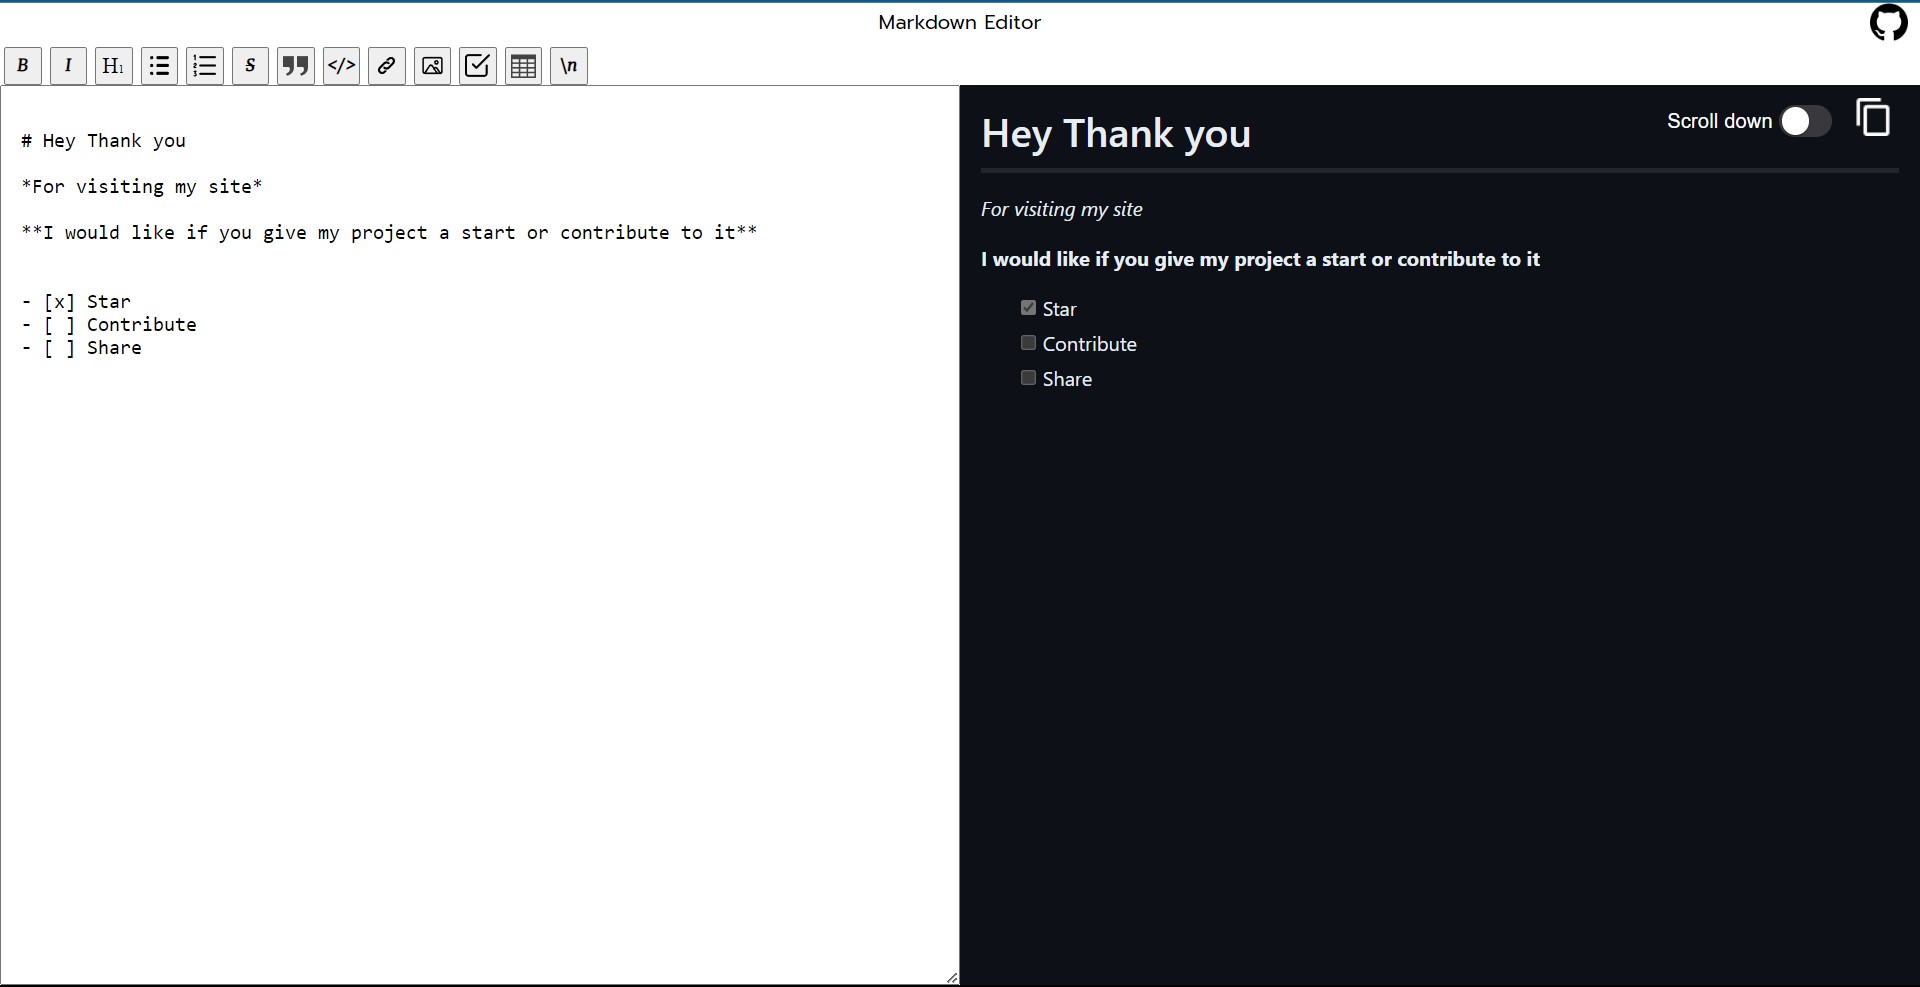 Markdown Editor
B I H1 S </> \n
# Hey Thank you
*For visiting my site*
**I would like if you give my project a start or contribute to it**
- [x] Star
- [ ] Contribute
- [ ] Share
Scroll down
Hey Thank you
For visiting my site
I would like if you give my project a start or contribute to it
Star
Contribute
Share